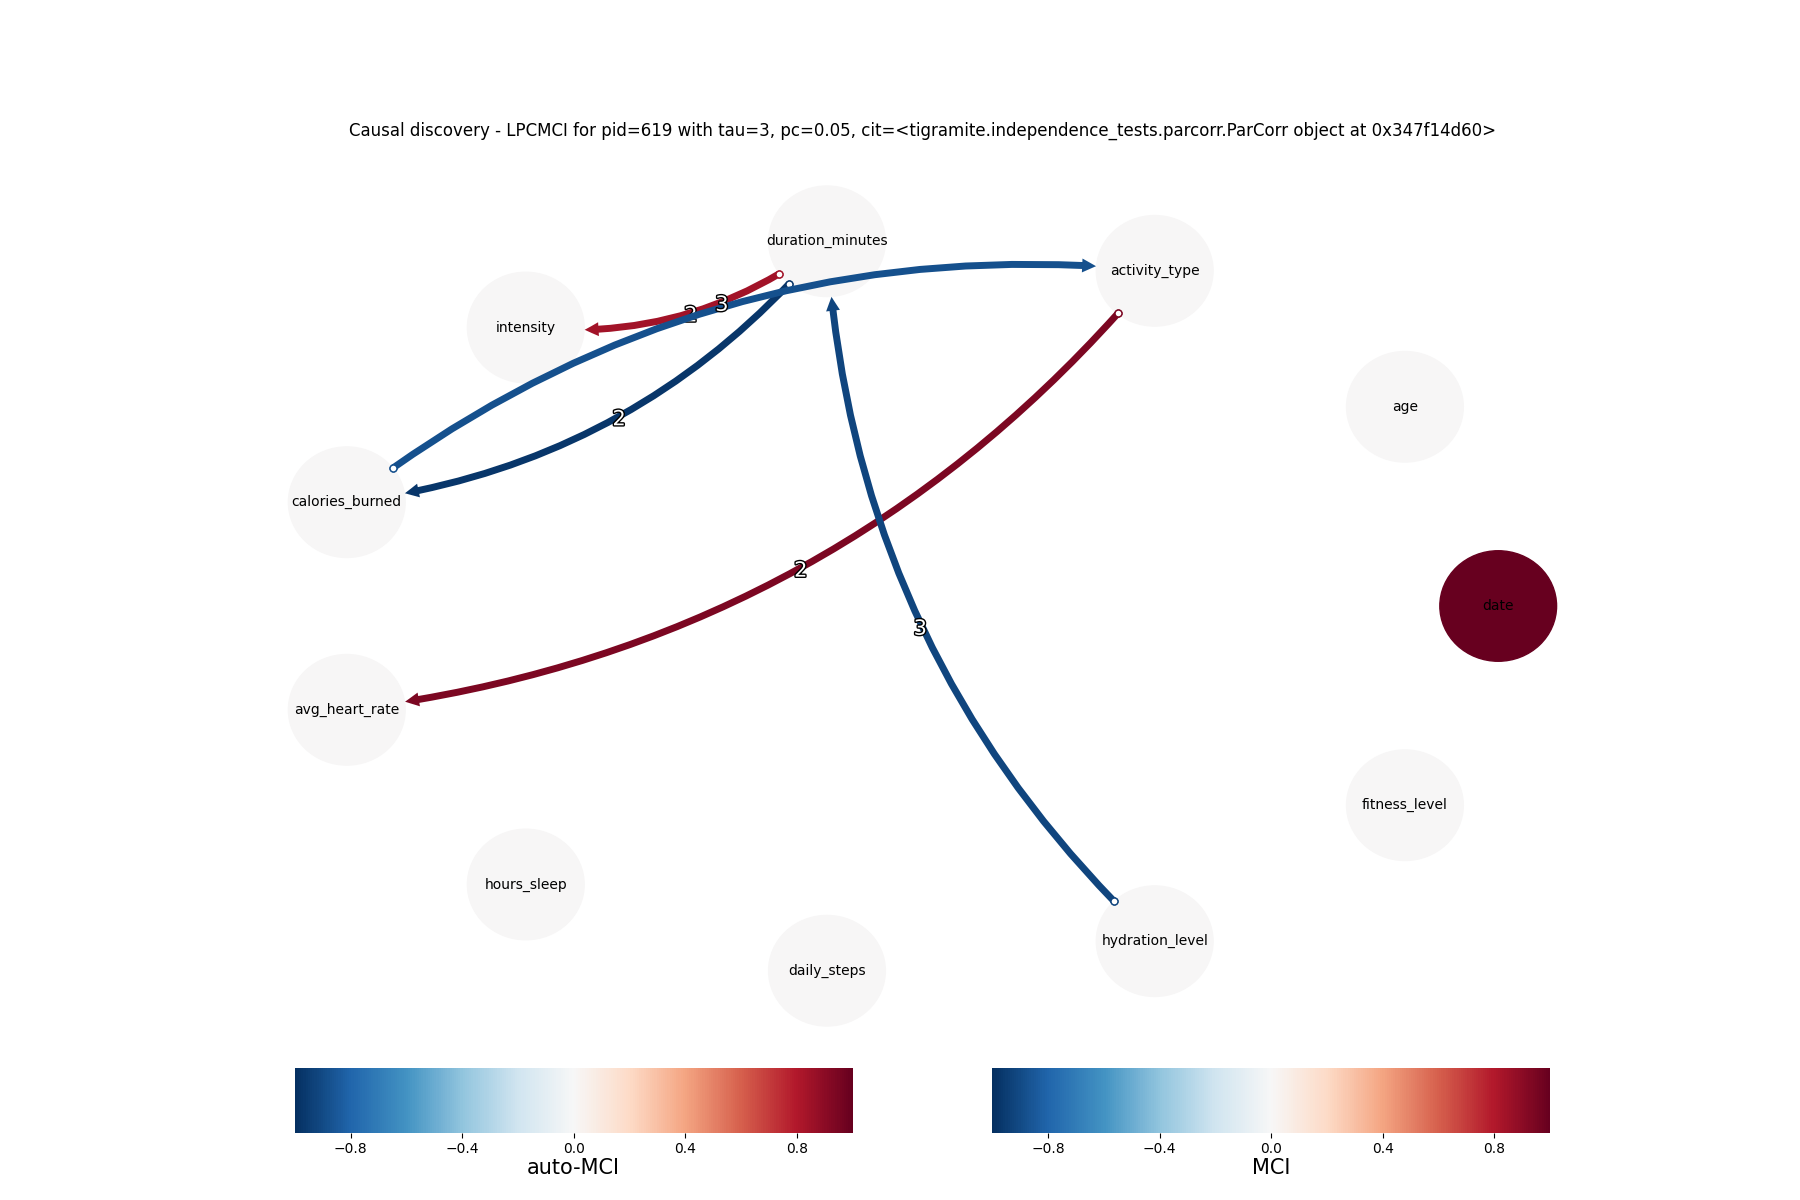 Causal discovery - LPCMCI for pid=619 with tau=3, pc=0.05, cit=<tigramite.independence_tests.parcorr.ParCorr object at 0x347f14d60>
duration_minutes
activity_type
intensity
2
3
age
2
calories_burned
2
date
3
avg_heart_rate
fitness_level
hours_sleep
hydration_level
daily_steps
−0.8 −0.4 0.0 0.4 0.8
auto-MCI
−0.8 −0.4 0.0 0.4 0.8
MCI